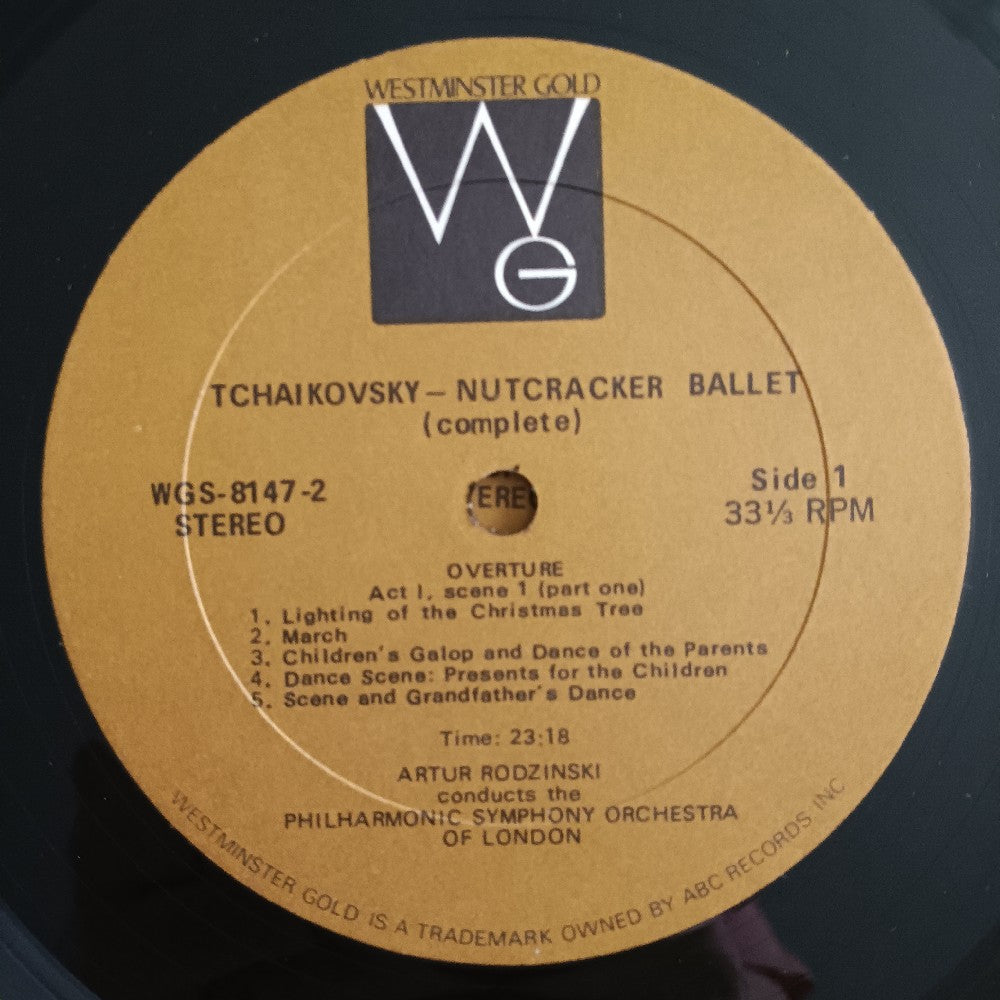 WESTMINSTER GOLD
WG
TCHAIKOVSKY — NUTCRACKER BALLET
(complete)
WGS-8147-2
STEREO
ERE
Side 1
33⅓ RPM
OVERTURE
Act I, scene 1 (part one)
1. Lighting of the Christmas Tree
2. March
3. Children's Galop and Dance of the Parents
4. Dance Scene: Presents for the Children
5. Scene and Grandfather's Dance
Time: 23:18
ARTUR RODZINSKI
conducts the
PHILHARMONIC SYMPHONY ORCHESTRA
OF LONDON
WESTMINSTER GOLD IS A TRADEMARK OWNED BY ABC RECORDS INC